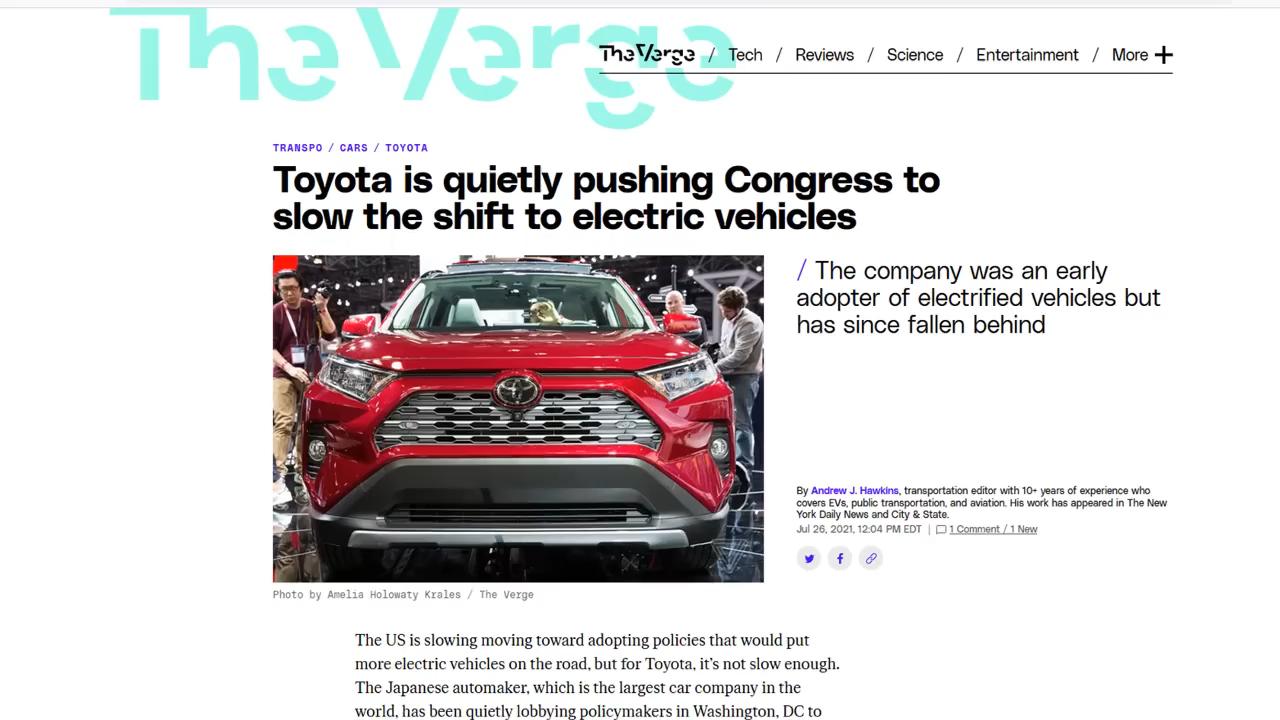 The Verge
The Verge / Tech / Reviews / Science / Entertainment / More +
TRANSPO / CARS / TOYOTA
Toyota is quietly pushing Congress to
slow the shift to electric vehicles
/ The company was an early
adopter of electrified vehicles but
has since fallen behind
By Andrew J. Hawkins, transportation editor with 10+ years of experience who
covers EVs, public transportation, and aviation. His work has appeared in The New
York Daily News and City & State.
Jul 26, 2021, 12:04 PM EDT | 1 Comment / 1 New
Photo by Amelia Holowaty Krales / The Verge
The US is slowing moving toward adopting policies that would put
more electric vehicles on the road, but for Toyota, it’s not slow enough.
The Japanese automaker, which is the largest car company in the
world, has been quietly lobbying policymakers in Washington, DC to